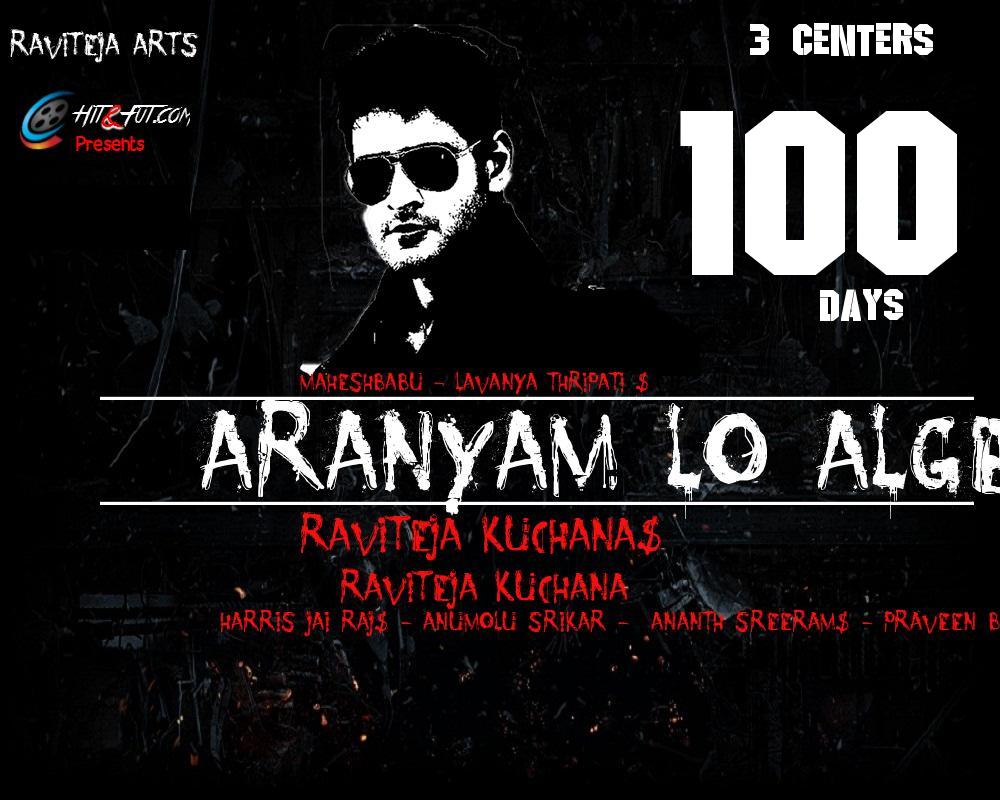 RAVITEJA ARTS
3 CENTERS
HIT&FUT.COM
Presents
100
DAYS
MAHESHBABU - LAVANYA THRIPATI $
ARANYAM LO ALGE
RAVITEJA KUCHANA$
RAVITEJA KUCHANA
HARRIS JAI RAJ$ - ANUMOLU SRIKAR - ANANTH SREERAM$ - PRAVEEN B